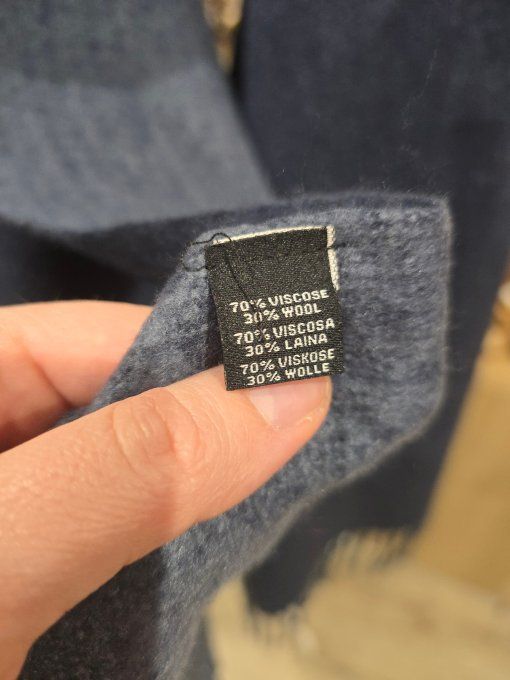 70% VISCOSE
30% WOOL
70% VISCOSA
30% LAINA
70% VISKOSE
30% WOLLE